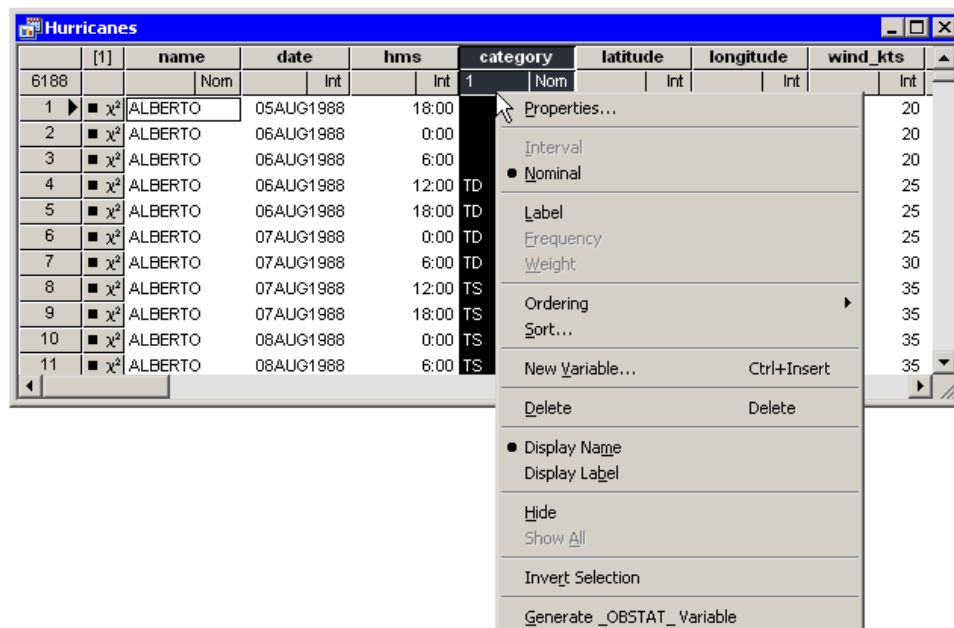 Hurricanes
[1] name date hms category latitude longitude wind_kts
6188 Nom Int Int 1 Nom Int Int Int
1 χ² ALBERTO 05AUG1988 18:00 20
2 χ² ALBERTO 06AUG1988 0:00 20
3 χ² ALBERTO 06AUG1988 6:00 20
4 χ² ALBERTO 06AUG1988 12:00 TD 25
5 χ² ALBERTO 06AUG1988 18:00 TD 25
6 χ² ALBERTO 07AUG1988 0:00 TD 25
7 χ² ALBERTO 07AUG1988 6:00 TD 30
8 χ² ALBERTO 07AUG1988 12:00 TS 35
9 χ² ALBERTO 07AUG1988 18:00 TS 35
10 χ² ALBERTO 08AUG1988 0:00 TS 35
11 χ² ALBERTO 08AUG1988 6:00 TS 35
Properties...
Interval
Nominal
Label
Frequency
Weight
Ordering
Sort...
New Variable... Ctrl+Insert
Delete Delete
Display Name
Display Label
Hide
Show All
Invert Selection
Generate _OBSTAT_ Variable